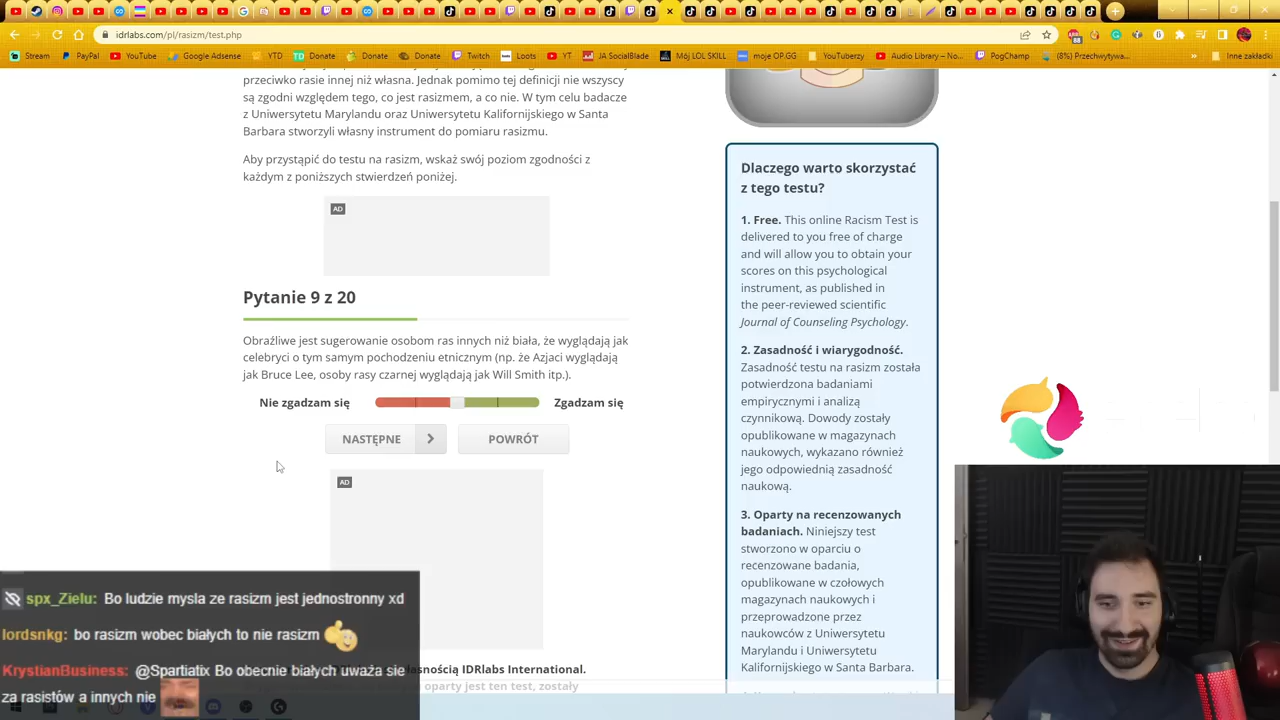 idrlabs.com/pl/rasizm/test.php
Stream
PayPal
YouTube
Google Adsense
YTD
Donate
Donate
Donate
Twitch
Loots
YT
JA SocialBlade
Mój LOL SKILL
moje OP.GG
YouTuberzy
Audio Library – No...
PogChamp
(8%) Przechwytywa...
»
Inne zakładki
przeciwko rasie innej niż własna. Jednak pomimo tej definicji nie wszyscy
są zgodni względem tego, co jest rasizmem, a co nie. W tym celu badacze
z Uniwersytetu Marylandu oraz Uniwersytetu Kalifornijskiego w Santa
Barbara stworzyli własny instrument do pomiaru rasizmu.
Aby przystąpić do testu na rasizm, wskaż swój poziom zgodności z
każdym z poniższych stwierdzeń poniżej.
AD
Pytanie 9 z 20
Obraźliwe jest sugerowanie osobom ras innych niż biała, że wyglądają jak
celebryci o tym samym pochodzeniu etnicznym (np. że Azjaci wyglądają
jak Bruce Lee, osoby rasy czarnej wyglądają jak Will Smith itp.).
Nie zgadzam się
Zgadzam się
NASTĘPNE
POWRÓT
AD
łasnością IDRlabs International.
oparty jest ten test, zostały
Dlaczego warto skorzystać
z tego testu?
1. Free. This online Racism Test is
delivered to you free of charge
and will allow you to obtain your
scores on this psychological
instrument, as published in
the peer-reviewed scientific
Journal of Counseling Psychology.
2. Zasadność i wiarygodność.
Zasadność testu na rasizm została
potwierdzona badaniami
empirycznymi i analizą
czynnikową. Dowody zostały
opublikowane w magazynach
naukowych, wykazano również
jego odpowiednią zasadność
naukową.
3. Oparty na recenzowanych
badaniach. Niniejszy test
stworzono w oparciu o
recenzowane badania,
opublikowane w czołowych
magazynach naukowych i
przeprowadzone przez
naukowców z Uniwersytetu
Marylandu i Uniwersytetu
Kalifornijskiego w Santa Barbara.
spx_Zielu: Bo ludzie mysla ze rasizm jest jednostronny xd
lordsnkg: bo rasizm wobec białych to nie rasizm
KrystianBusiness: @Spartiatix Bo obecnie białych uważa sie
za rasistów a innych nie